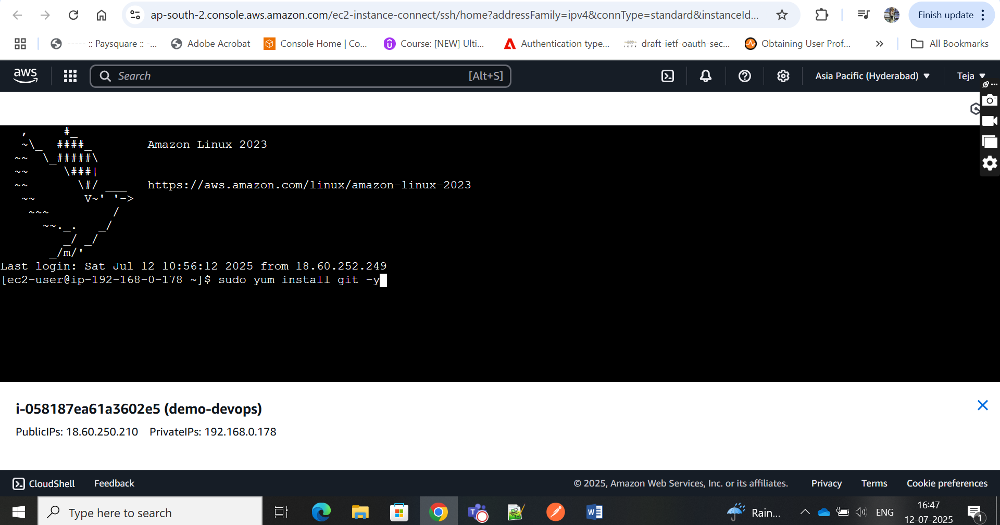 ap-south-2.console.aws.amazon.com/ec2-instance-connect/ssh/home?addressFamily=ipv4&connType=standard&instanceId...
Finish update
----- :: Paysquare :: -...
Adobe Acrobat
Console Home | Co...
Course: [NEW] Ulti...
Authentication type...
draft-ietf-oauth-sec...
Obtaining User Prof...
»
All Bookmarks
aws
Search
[Alt+S]
Asia Pacific (Hyderabad)
Teja
   ,     #_
   ~\_  ####_        Amazon Linux 2023
  ~~  \_#####\
  ~~     \###|
  ~~       \#/ ___   https://aws.amazon.com/linux/amazon-linux-2023
   ~~       V~' '->
    ~~~         /
      ~~._.   _/
         _/ _/
       _/m/'
Last login: Sat Jul 12 10:56:12 2025 from 18.60.252.249
[ec2-user@ip-192-168-0-178 ~]$ sudo yum install git -y
i-058187ea61a3602e5 (demo-devops)
PublicIPs: 18.60.250.210 PrivateIPs: 192.168.0.178
CloudShell
Feedback
© 2025, Amazon Web Services, Inc. or its affiliates.
Privacy
Terms
Cookie preferences
Type here to search
Rain...
ENG
16:47
12-07-2025
1